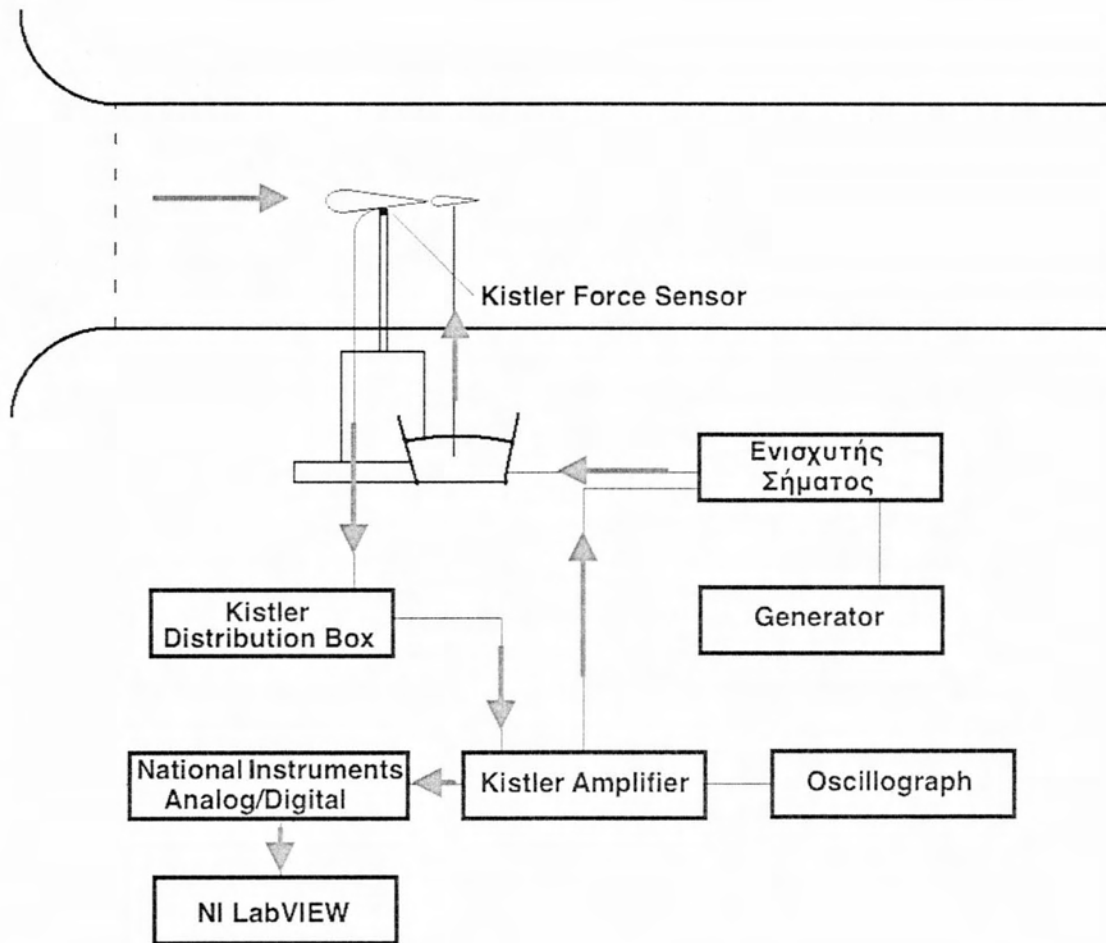 Kistler Force Sensor
Ενισχυτής
Σήματος
Kistler
Distribution Box
Generator
National Instruments
Analog/Digital
Kistler Amplifier
Oscillograph
NI LabVIEW